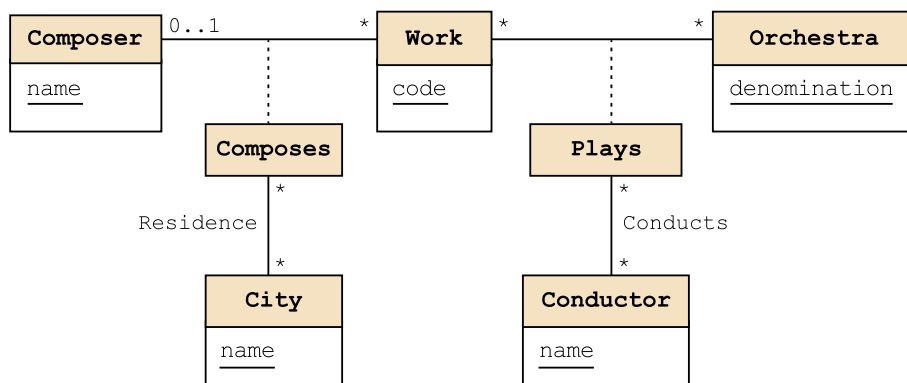 Composer 0..1 * Work * * Orchestra
name code denomination
Composes Plays
* *
Residence Conducts
* *
City Conductor
name name